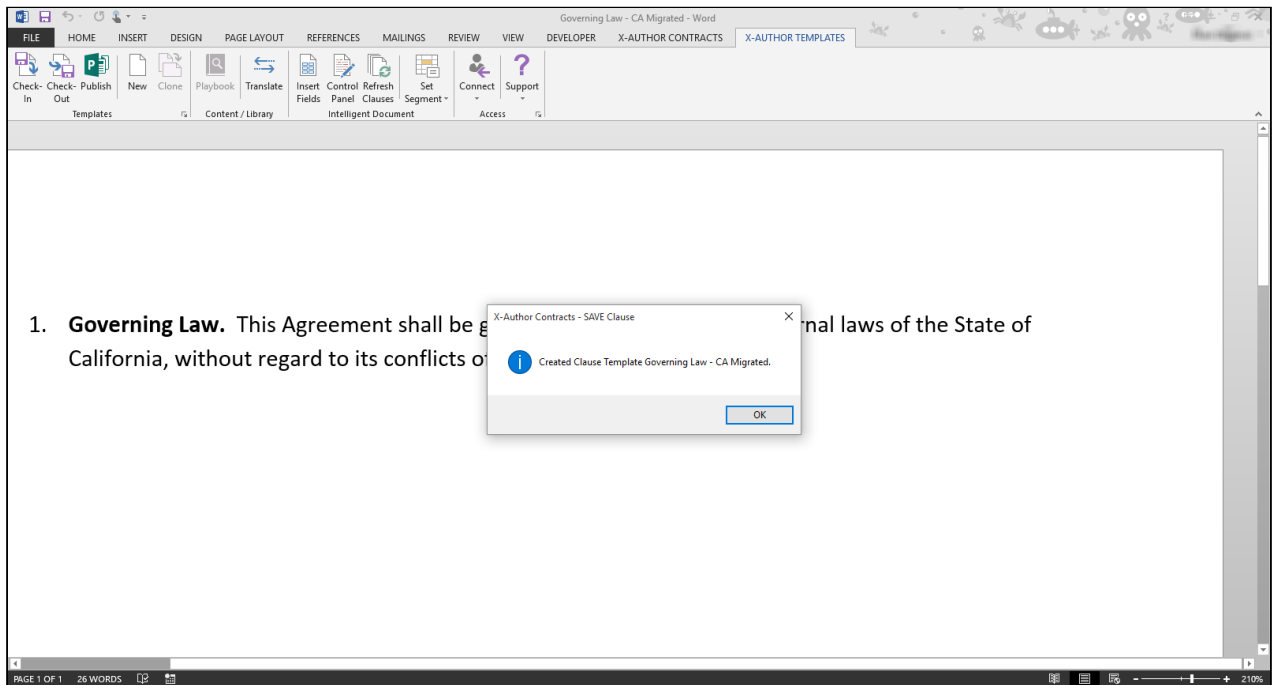 Governing Law - CA Migrated - Word
FILE HOME INSERT DESIGN PAGE LAYOUT REFERENCES MAILINGS REVIEW VIEW DEVELOPER X-AUTHOR CONTRACTS X-AUTHOR TEMPLATES
Check- Check- Publish New Clone Playbook Translate Insert Control Refresh Set Connect Support
In Out Fields Panel Clauses Segment
Templates Content / Library Intelligent Document Access
X-Author Contracts - SAVE Clause
1. Governing Law. This Agreement shall be nal laws of the State of
Created Clause Template Governing Law - CA Migrated.
California, without regard to its conflicts
OK
PAGE 1 OF 1 26 WORDS 210%